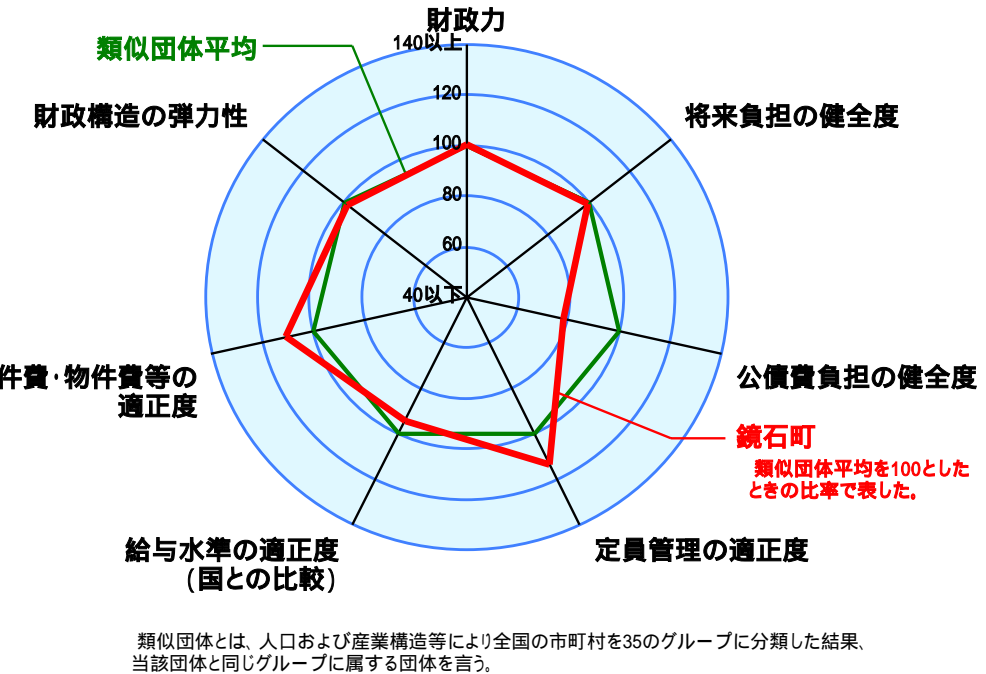 財政力
140以上
類似団体平均
120
財政構造の弾力性
将来負担の健全度
100
80
60
40以下
件費・物件費等の
適正度
公債費負担の健全度
鏡石町
類似団体平均を100とした
ときの比率で表した。
給与水準の適正度
(国との比較)
定員管理の適正度
類似団体とは、人口および産業構造等により全国の市町村を35のグループに分類した結果、
当該団体と同じグループに属する団体を言う。